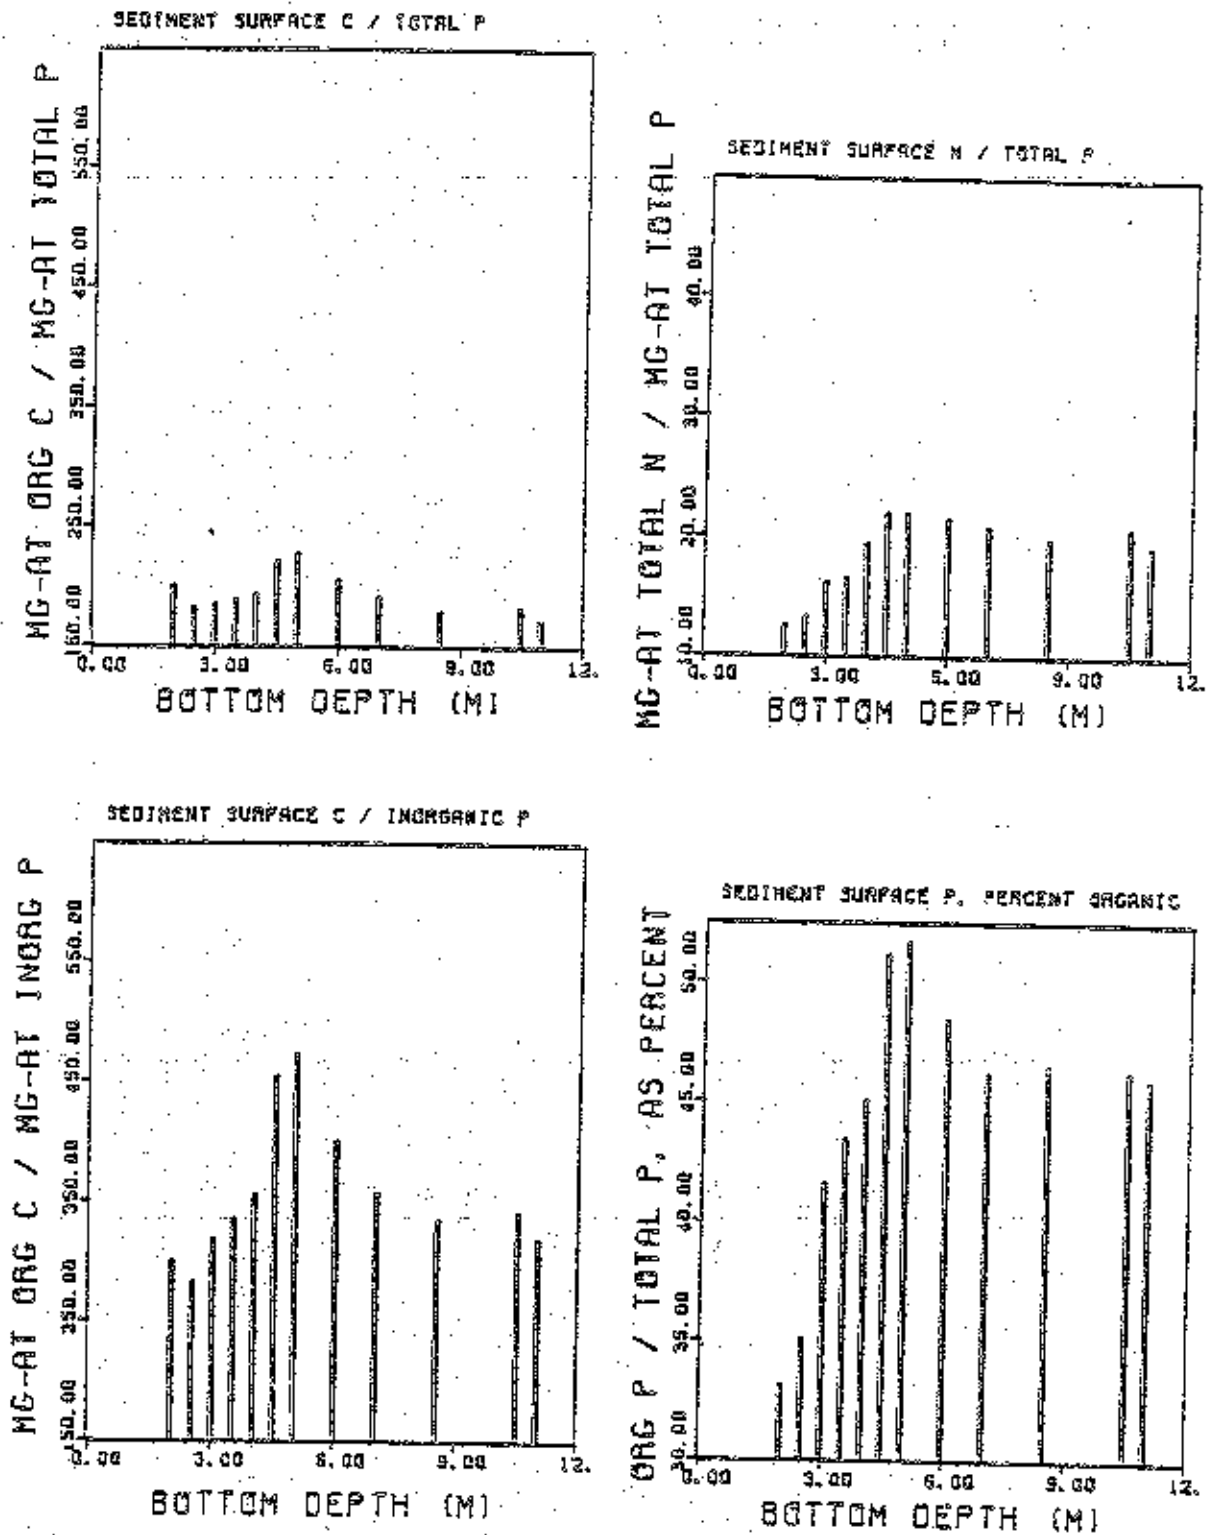 SEDIMENT SURFACE C / TOTAL P
MG-AT ORG C / MG-AT TOTAL P
550.00
450.00
350.00
250.00
150.00
0.00 3.00 6.00 9.00 12.
BOTTOM DEPTH (M)
SEDIMENT SURFACE N / TOTAL P
MG-AT TOTAL N / MG-AT TOTAL P
40.00
30.00
20.00
10.00
0.00 3.00 6.00 9.00 12.
BOTTOM DEPTH (M)
SEDIMENT SURFACE C / INORGANIC P
MG-AT ORG C / MG-AT INORG P
550.00
450.00
350.00
250.00
150.00
0.00 3.00 6.00 9.00 12.
BOTTOM DEPTH (M)
SEDIMENT SURFACE P, PERCENT ORGANIC
ORG P / TOTAL P, AS PERCENT
50.00
45.00
40.00
35.00
30.00
0.00 3.00 6.00 9.00 12.
BOTTOM DEPTH (M)